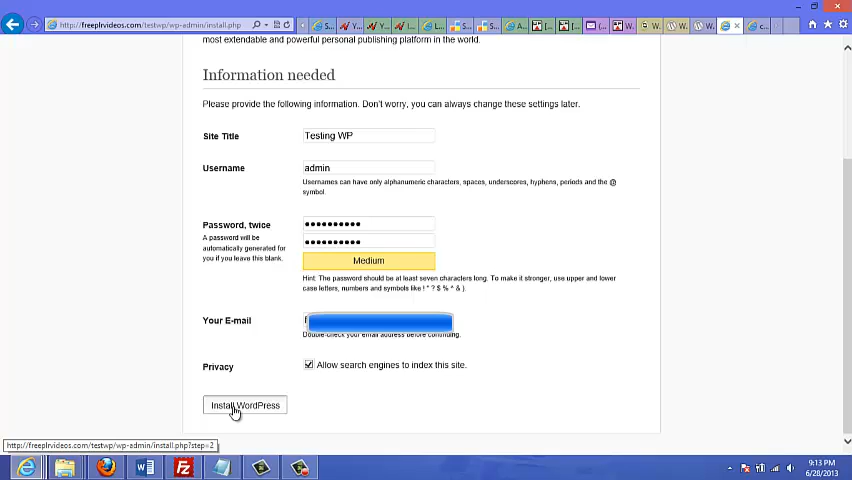 http://freeplrvideos.com/testwp/wp-admin/install.php
most extendable and powerful personal publishing platform in the world.
Information needed
Please provide the following information. Don't worry, you can always change these settings later.
Site Title
Testing WP
Username
admin
Usernames can have only alphanumeric characters, spaces, underscores, hyphens, periods and the @
symbol.
Password, twice
A password will be
automatically generated for
you if you leave this blank.
Medium
Hint: The password should be at least seven characters long. To make it stronger, use upper and lower
case letters, numbers and symbols like ! " ? $ % ^ & ).
Your E-mail
Double-check your email address before continuing.
Privacy
Allow search engines to index this site.
Install WordPress
http://freeplrvideos.com/testwp/wp-admin/install.php?step=2
9:13 PM
6/28/2013